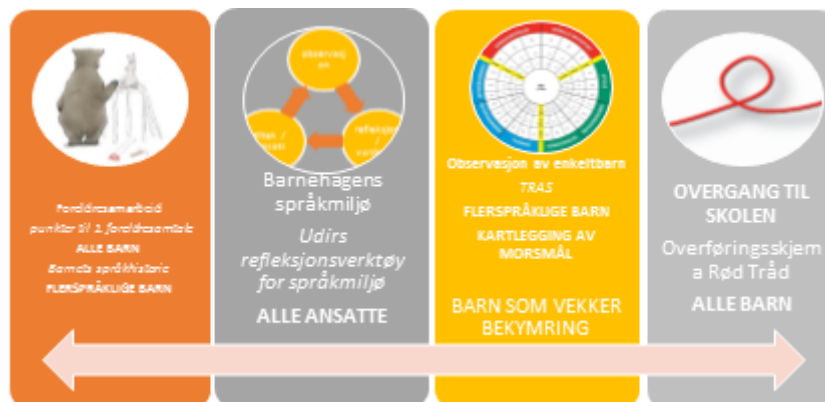 Foreldresamarbeid
punkter til 1. foreldresamtale
ALLE BARN
Barnets språkhistorie
FLERSPRÅKLIGE BARN
observasj
on
refleksjon
/
Barnehagens
språkmiljø
Udirs
refleksjonsverktøy
for språkmiljø
ALLE ANSATTE
Observasjon av enkeltbarn
TRAS
FLERSPRÅKLIGE BARN
KARTLEGGING AV
MORSMÅL
BARN SOM VEKKER
BEKYMRING
OVERGANG TIL
SKOLEN
Overføringsskjem
a Rød Tråd
ALLE BARN